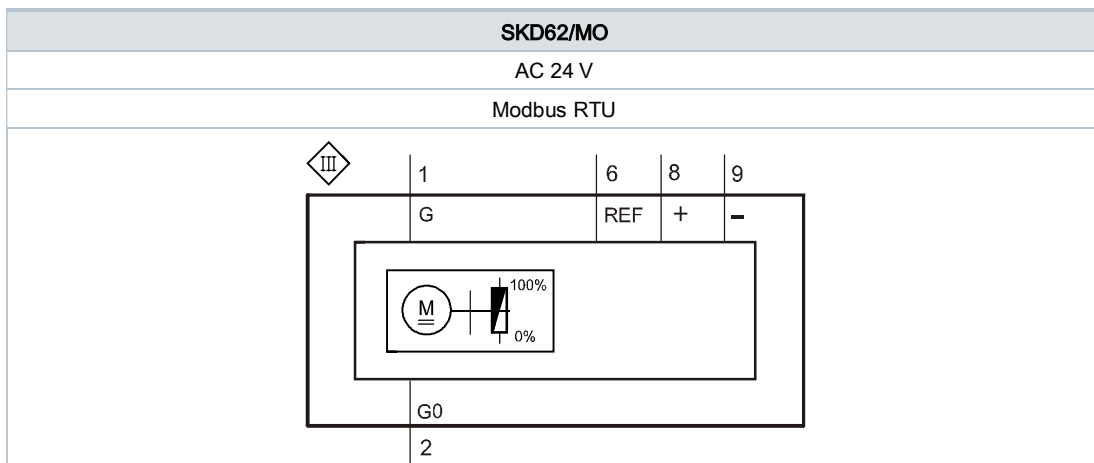 SKD62/MO
AC 24 V
Modbus RTU
III
1 6 8 9
G REF + -
100%
M
0%
G0
2